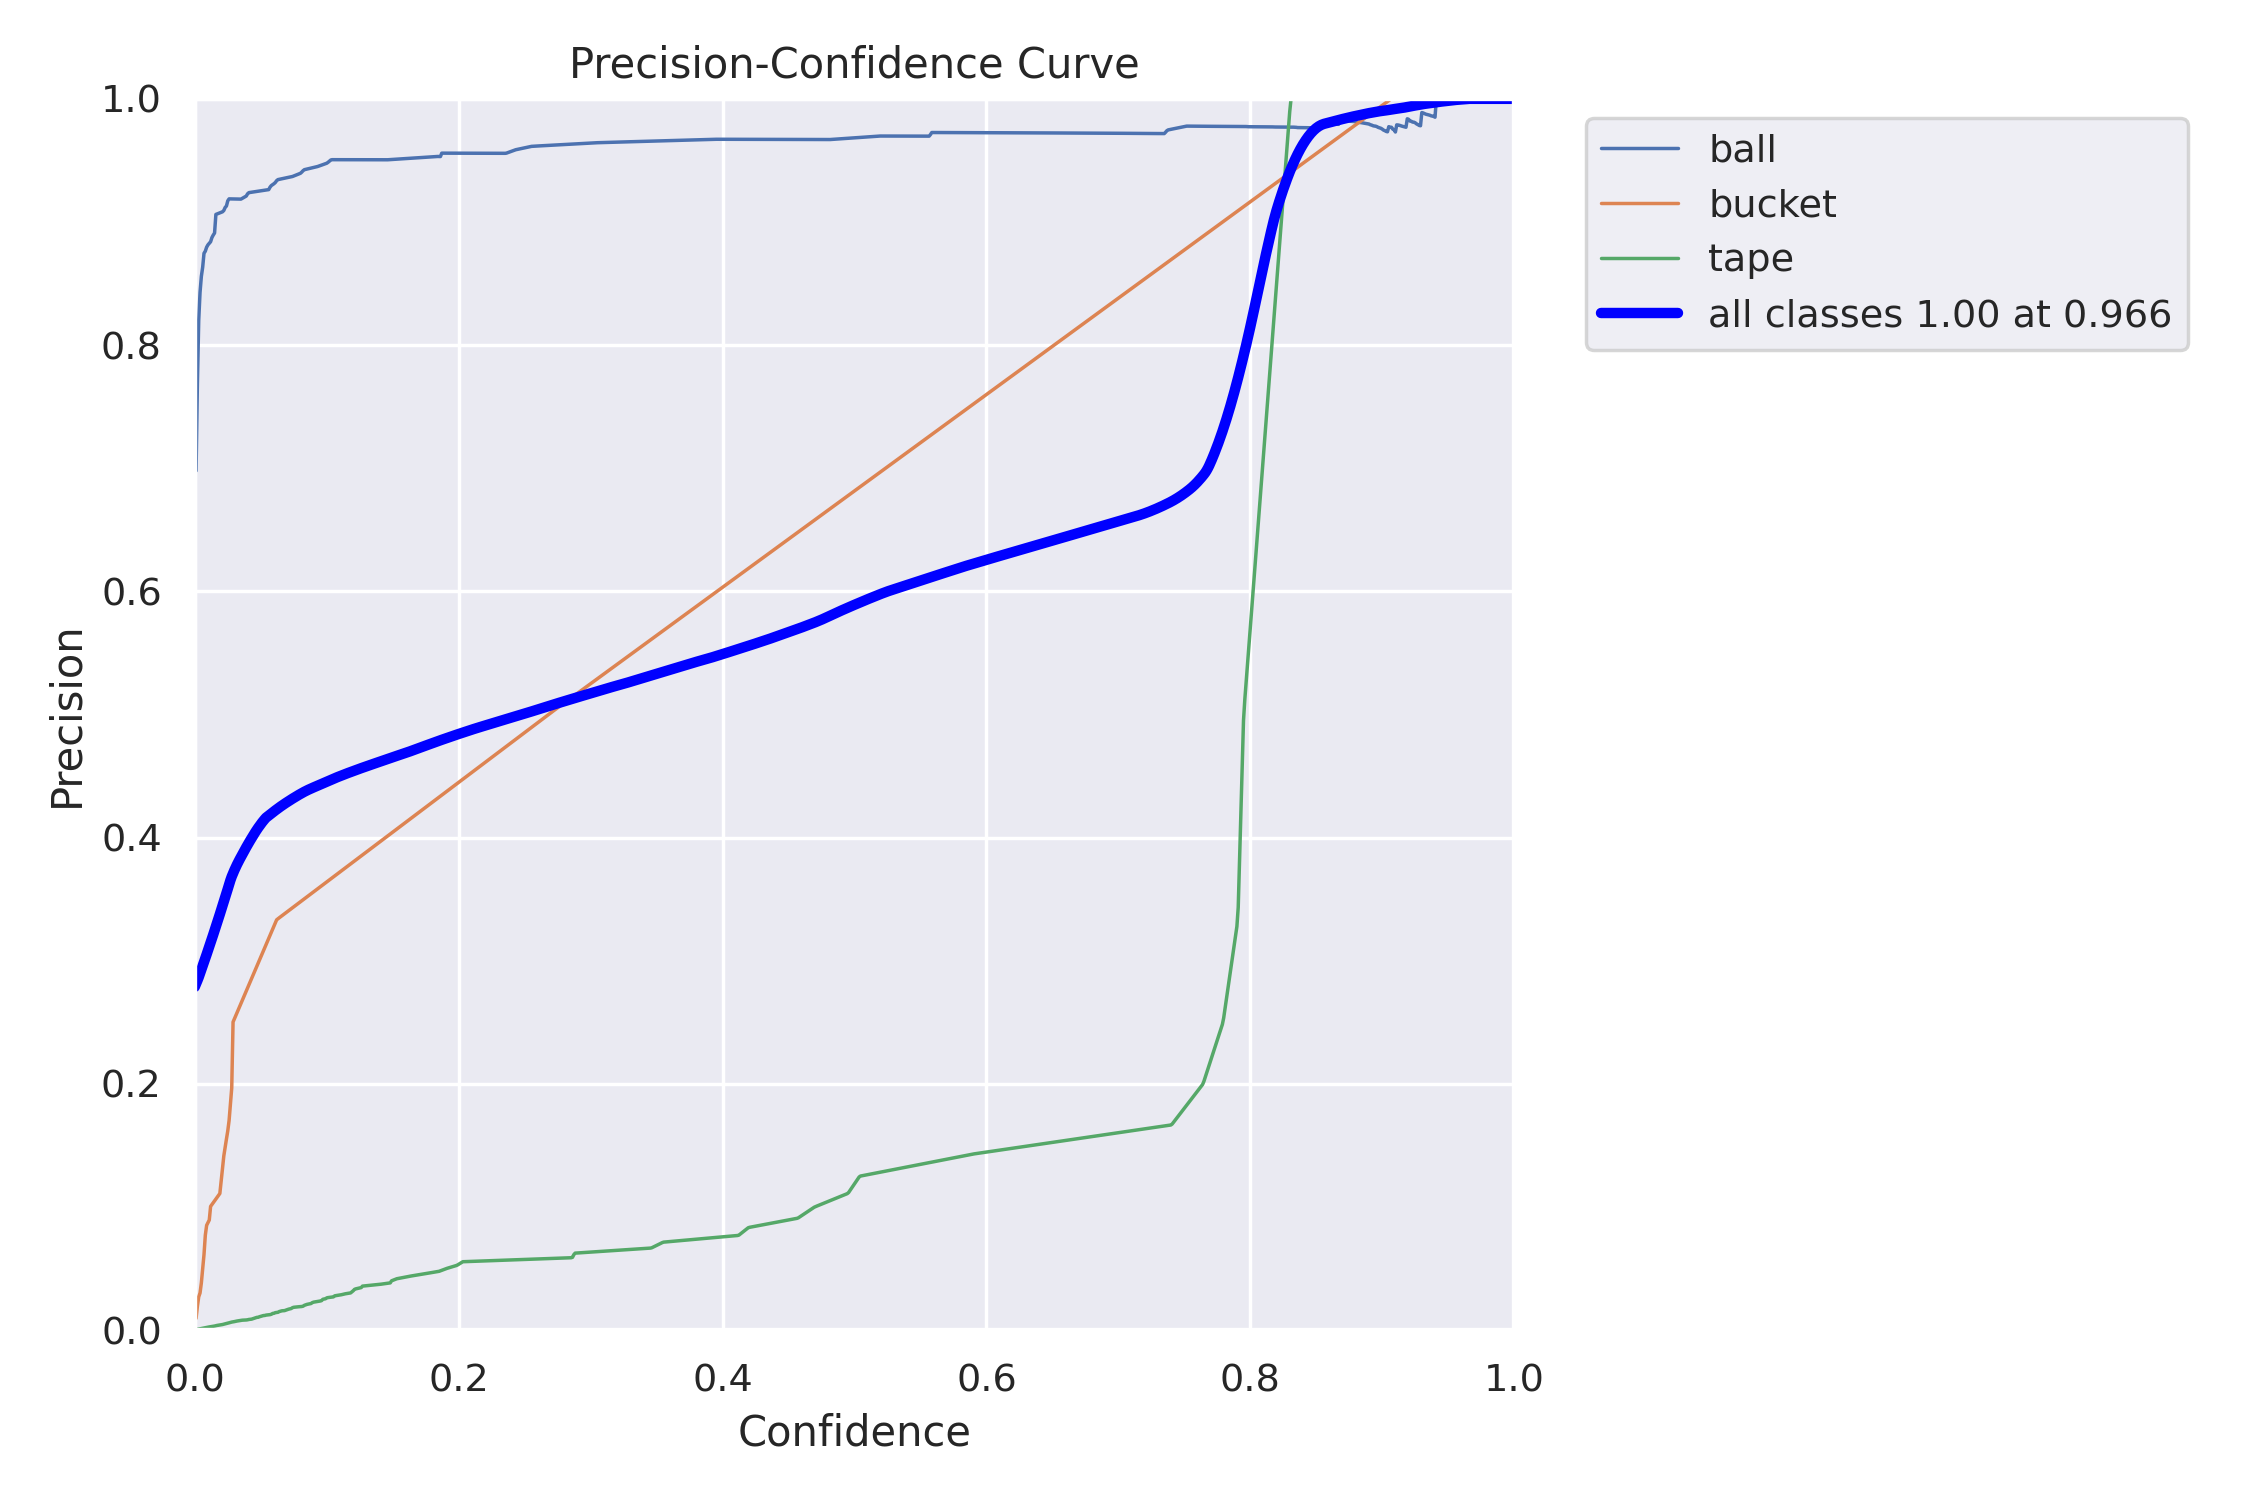 Precision-Confidence Curve
1.0
0.8
0.6
0.4
0.2
0.0
Precision
0.0 0.2 0.4 0.6 0.8 1.0
Confidence
ball
bucket
tape
all classes 1.00 at 0.966